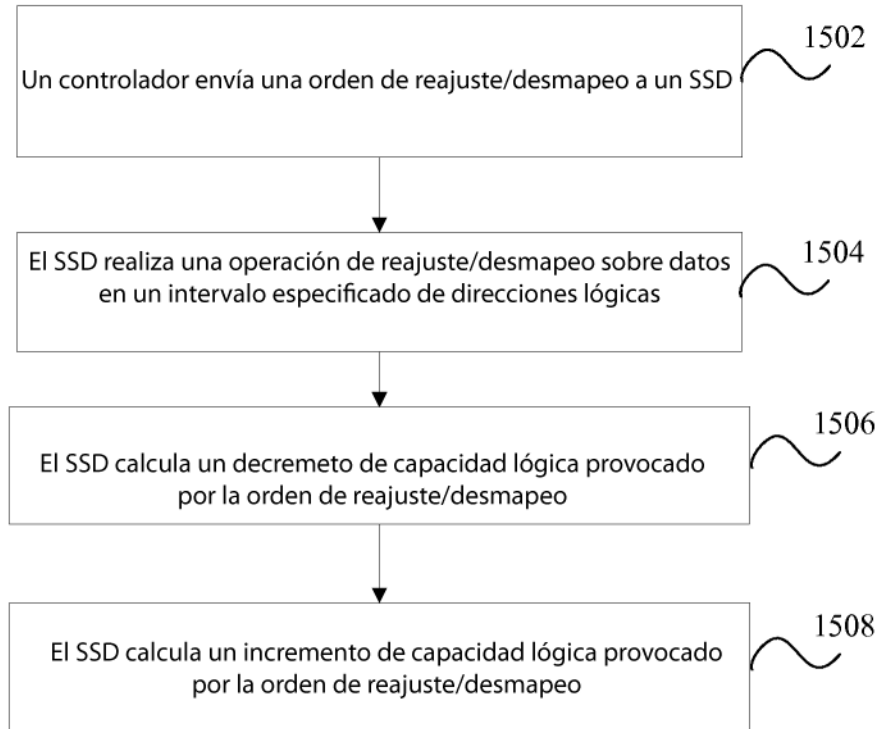 1502
Un controlador envía una orden de reajuste/desmapeo a un SSD
1504
El SSD realiza una operación de reajuste/desmapeo sobre datos
en un intervalo especificado de direcciones lógicas
1506
El SSD calcula un decremeto de capacidad lógica provocado
por la orden de reajuste/desmapeo
1508
El SSD calcula un incremento de capacidad lógica provocado
por la orden de reajuste/desmapeo